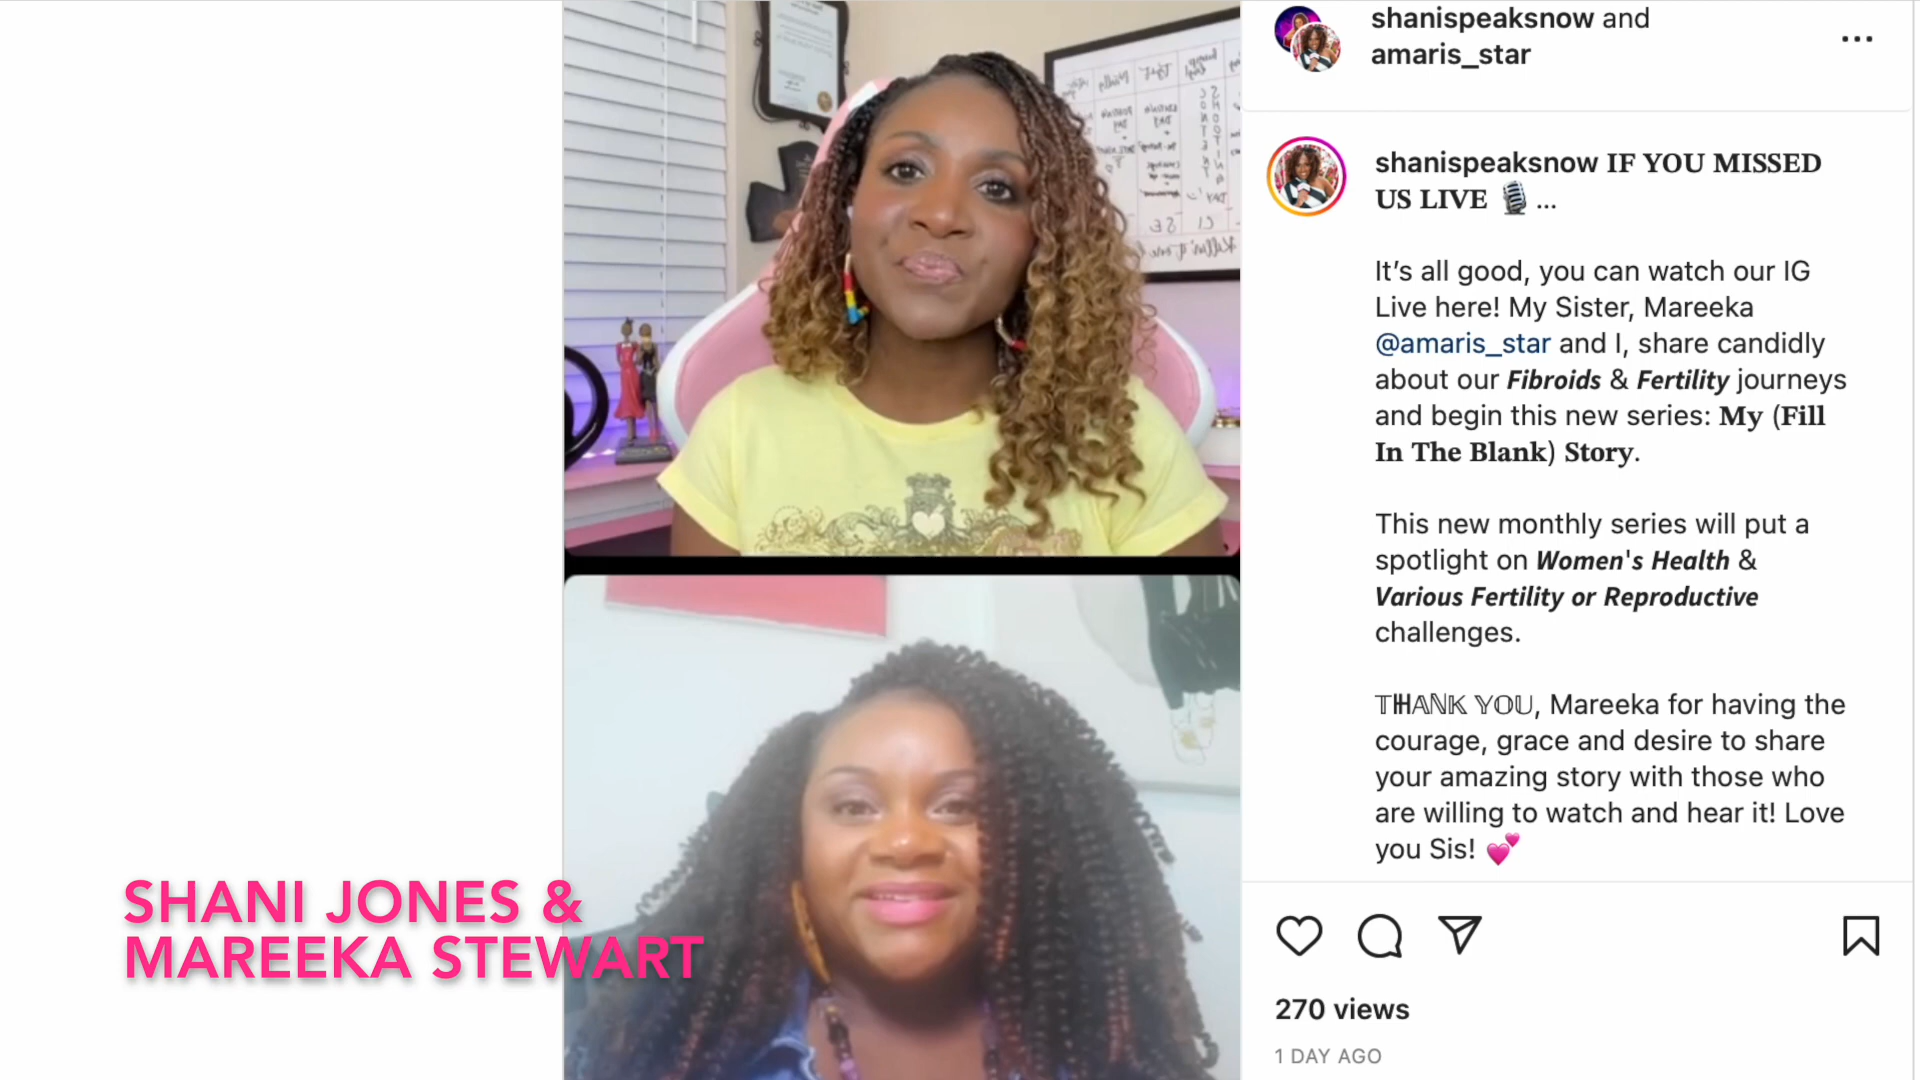 shanispeaksnow and
amaris_star
...
shanispeaksnow IF YOU MISSED
US LIVE 🎙️ ...
It’s all good, you can watch our IG
Live here! My Sister, Mareeka
@amaris_star and I, share candidly
about our Fibroids & Fertility journeys
and begin this new series: My (Fill
In The Blank) Story.
This new monthly series will put a
spotlight on Women's Health &
Various Fertility or Reproductive
challenges.
𝕋ℍ𝔸ℕ𝕂 𝕐𝕆𝕌, Mareeka for having the
courage, grace and desire to share
your amazing story with those who
are willing to watch and hear it! Love
you Sis! 💕
270 views
1 DAY AGO
SHANI JONES &
MAREEKA STEWART